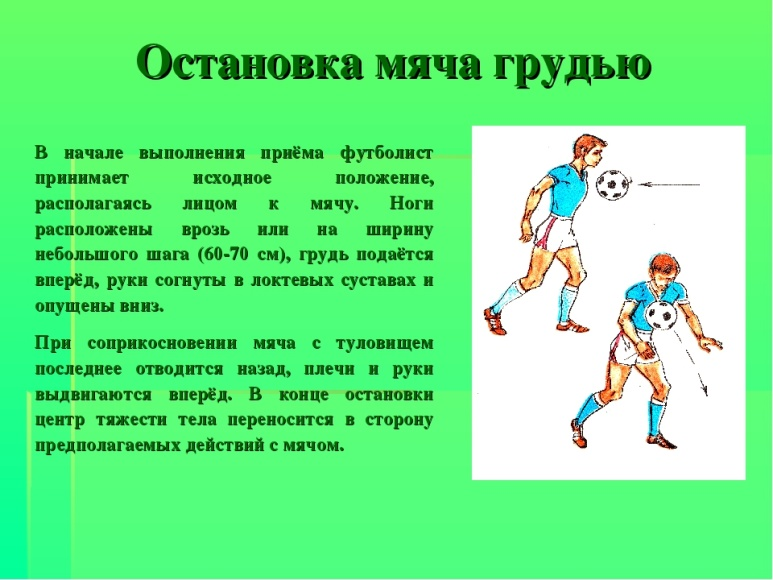 Остановка мяча грудью
В начале выполнения приёма футболист
принимает исходное положение,
располагаясь лицом к мячу. Ноги
расположены врозь или на ширину
небольшого шага (60-70 см), грудь подаётся
вперёд, руки согнуты в локтевых суставах и
опущены вниз.
При соприкосновении мяча с туловищем
последнее отводится назад, плечи и руки
выдвигаются вперёд. В конце остановки
центр тяжести тела переносится в сторону
предполагаемых действий с мячом.